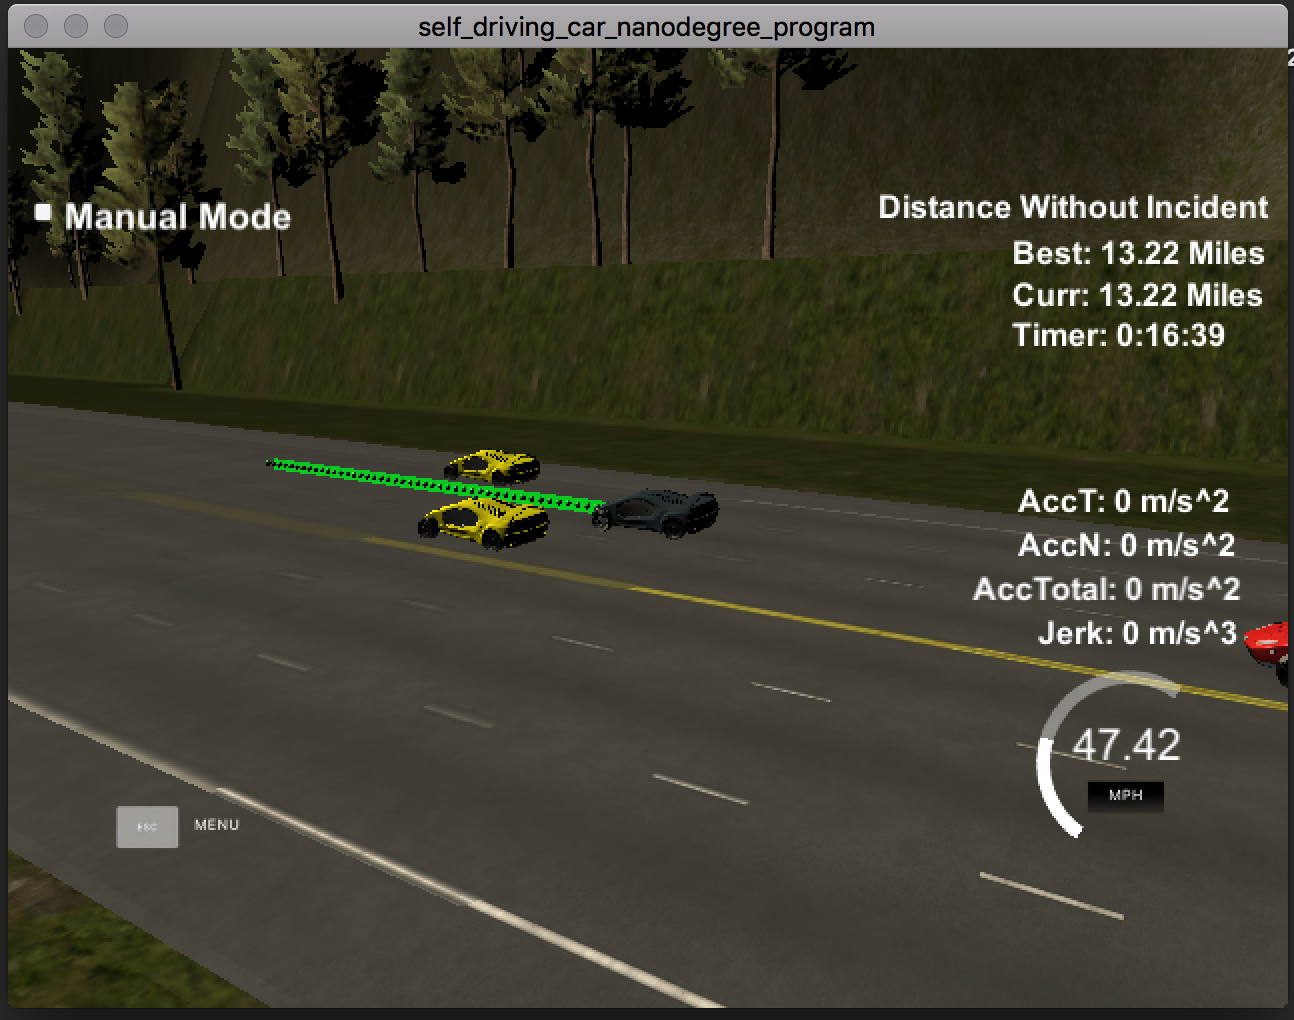 self_driving_car_nanodegree_program
Manual Mode
Distance Without Incident
Best: 13.22 Miles
Curr: 13.22 Miles
Timer: 0:16:39
AccT: 0 m/s^2
AccN: 0 m/s^2
AccTotal: 0 m/s^2
Jerk: 0 m/s^3
47.42
MPH
ESC MENU